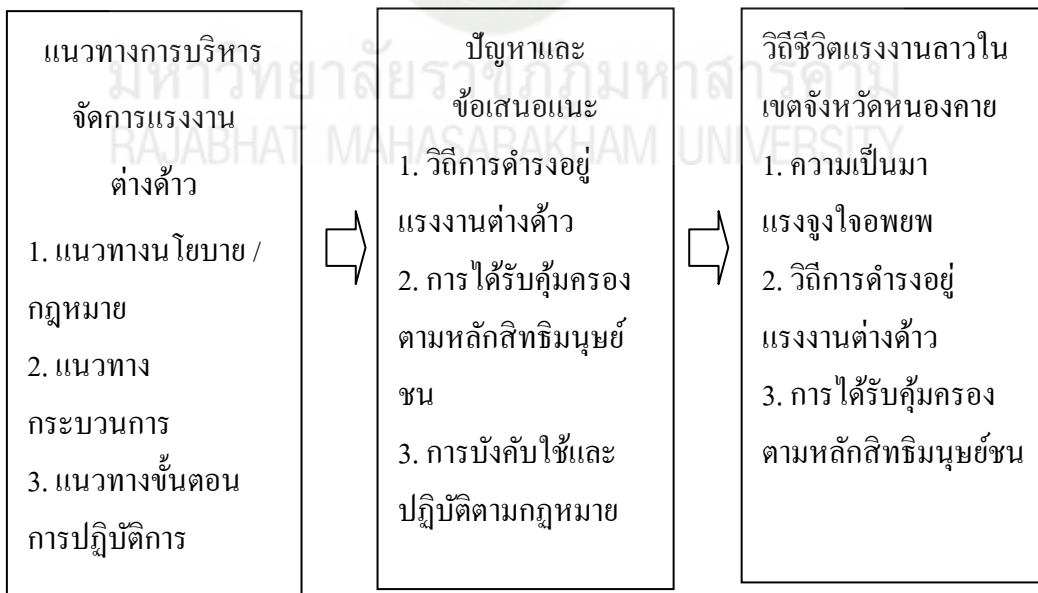 แนวทางการบริหาร
จัดการแรงงาน
ต่างด้าว
1. แนวทางนโยบาย /
กฎหมาย
2. แนวทาง
กระบวนการ
3. แนวทางขั้นตอน
การปฏิบัติการ
ปัญหาและ
ข้อเสนอแนะ
1. วิถีการดำรงอยู่
แรงงานต่างด้าว
2. การได้รับคุ้มครอง
ตามหลักสิทธิมนุษย์
ชน
3. การบังคับใช้และ
ปฏิบัติตามกฎหมาย
วิถีชีวิตแรงงานลาวใน
เขตจังหวัดหนองคาย
1. ความเป็นมา
แรงจูงใจอพยพ
2. วิถีการดำรงอยู่
แรงงานต่างด้าว
3. การได้รับคุ้มครอง
ตามหลักสิทธิมนุษย์ชน
มหาวิทยาลัยราชภัฏมหาสารคาม
RAJABHAT MAHASARAKHAM UNIVERSITY